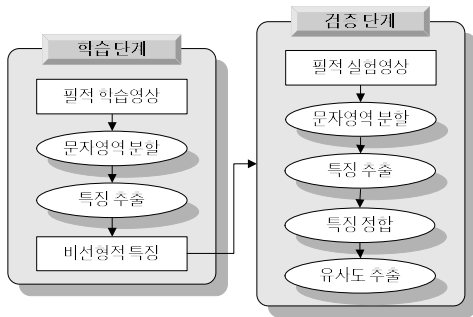 학습 단계
필적 학습영상
문자영역 분할
특징 추출
비선형적 특징
검증 단계
필적 실험영상
문자영역 분할
특징 추출
특징 정합
유사도 추출